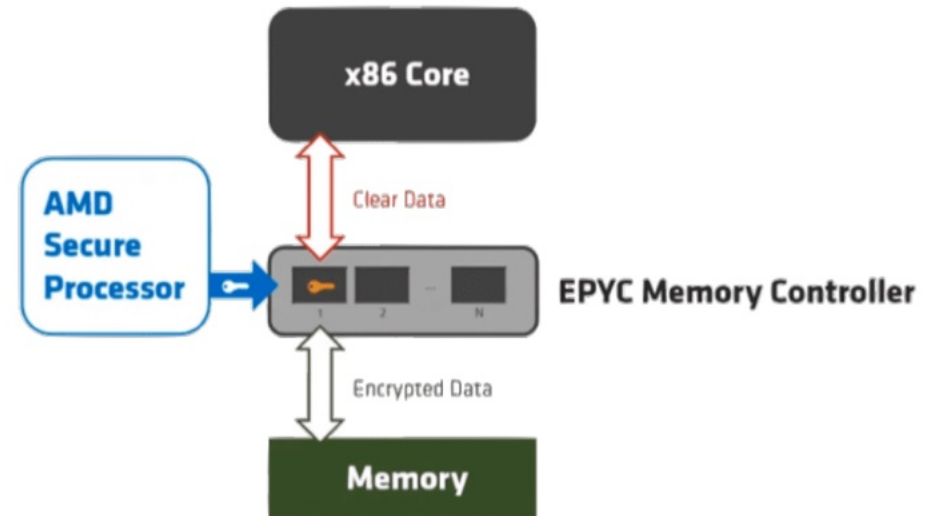 x86 Core
Clear Data
AMD
Secure
Processor
...
1
2
N
EPYC Memory Controller
Encrypted Data
Memory